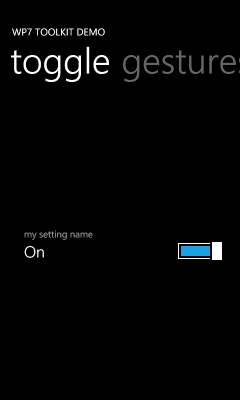 WP7 TOOLKIT DEMO
toggle gestures
my setting name
On